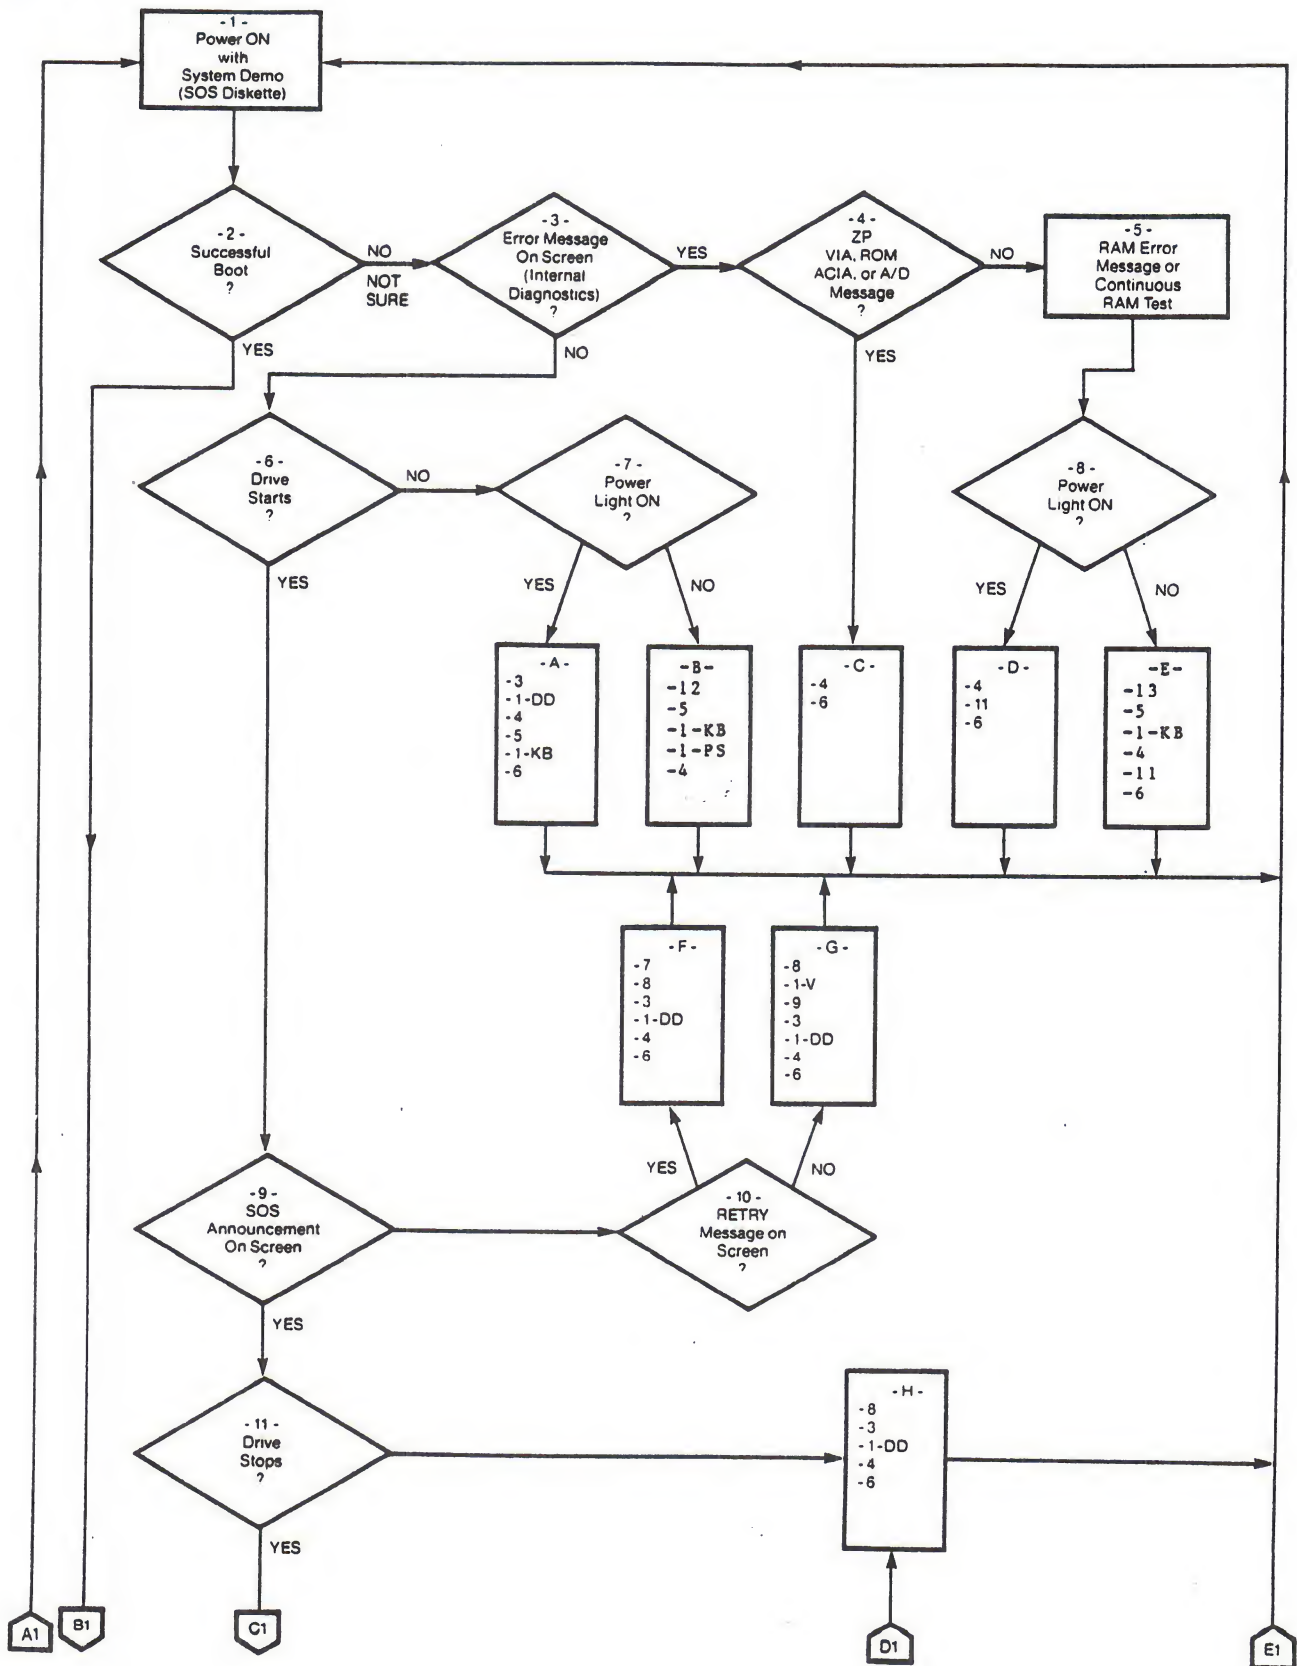 - 1 -
Power ON
with
System Demo
(SOS Diskette)
- 2 -
Successful
Boot
?
NO
NOT
SURE
YES
- 3 -
Error Message
On Screen
(Internal
Diagnostics)
?
YES
NO
- 4 -
ZP
VIA, ROM
ACIA, or A/D
Message
?
NO
YES
- 5 -
RAM Error
Message or
Continuous
RAM Test
- 6 -
Drive
Starts
?
NO
YES
- 7 -
Power
Light ON
?
YES
NO
- 8 -
Power
Light ON
?
YES
NO
- A -
-3
-1-DD
-4
-5
-1-KB
-6
-B-
-12
-5
-1-KB
-1-PS
-4
- C -
-4
-6
- D -
-4
-11
-6
-E-
-13
-5
-1-KB
-4
-11
-6
- F -
-7
-8
-3
-1-DD
-4
-6
- G -
-8
-1-V
-9
-3
-1-DD
-4
-6
YES
NO
- 9 -
SOS
Announcement
On Screen
?
YES
- 10 -
RETRY
Message on
Screen
?
- 11 -
Drive
Stops
?
YES
- H -
-8
-3
-1-DD
-4
-6
A1
B1
C1
D1
E1